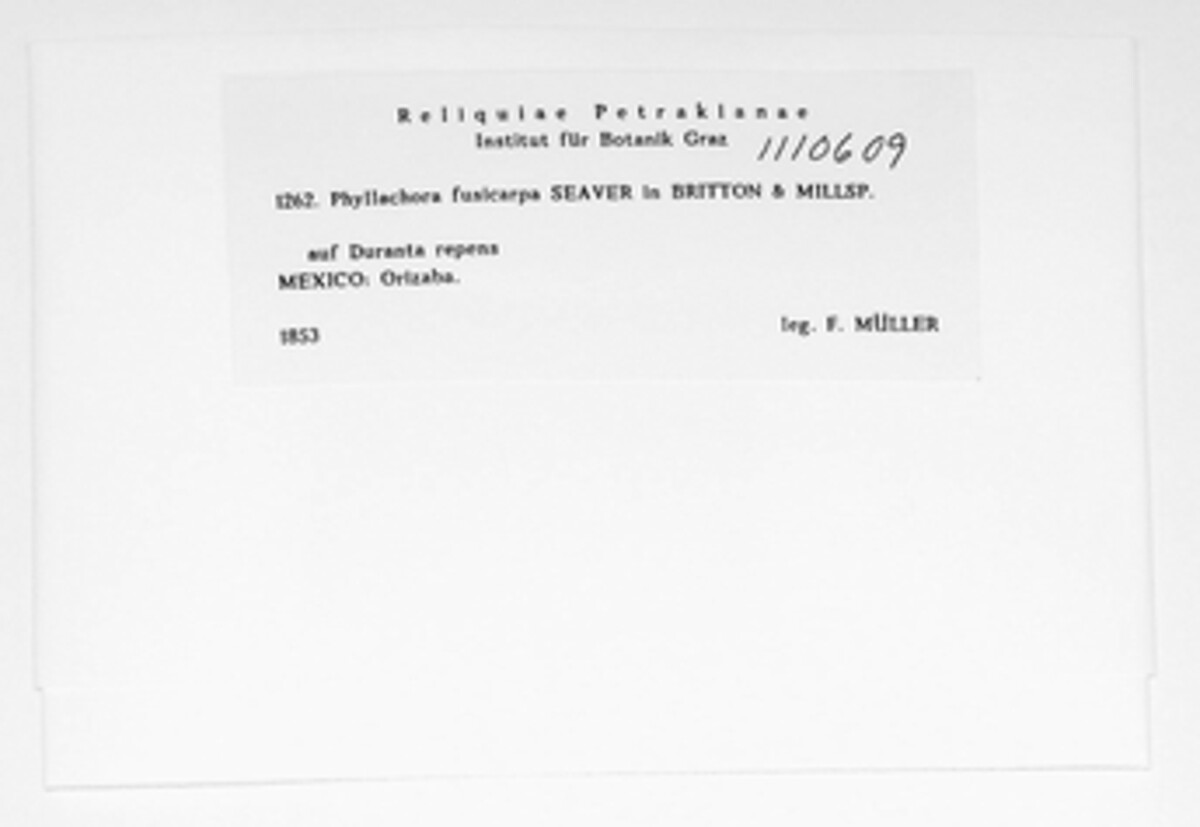 Reliquiae Petrakianae
Institut für Botanik Graz
1110609
1262. Phyllachora fusicarpa SEAVER in BRITTON & MILLSP.
auf Duranta repens
MEXICO: Orizaba.
1853
leg. F. MÜLLER